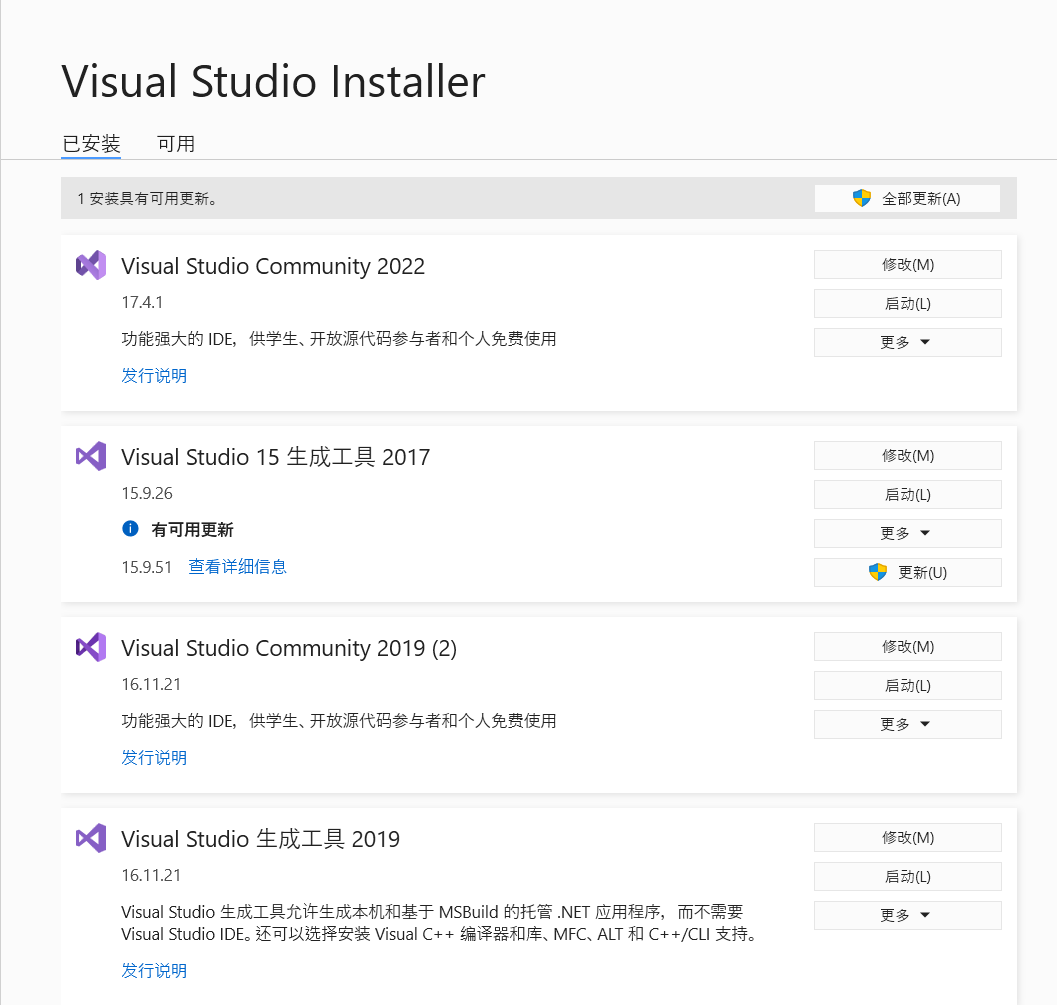 Visual Studio Installer
已安装 可用
1 安装具有可用更新。 全部更新(A)
Visual Studio Community 2022 修改(M)
17.4.1 启动(L)
功能强大的 IDE，供学生、开放源代码参与者和个人免费使用 更多
发行说明
Visual Studio 15 生成工具 2017 修改(M)
15.9.26 启动(L)
有可用更新 更多
15.9.51 查看详细信息 更新(U)
Visual Studio Community 2019 (2) 修改(M)
16.11.21 启动(L)
功能强大的 IDE，供学生、开放源代码参与者和个人免费使用 更多
发行说明
Visual Studio 生成工具 2019 修改(M)
16.11.21 启动(L)
Visual Studio 生成工具允许生成本机和基于 MSBuild 的托管 .NET 应用程序，而不需要 更多
Visual Studio IDE。还可以选择安装 Visual C++ 编译器和库、MFC、ALT 和 C++/CLI 支持。
发行说明